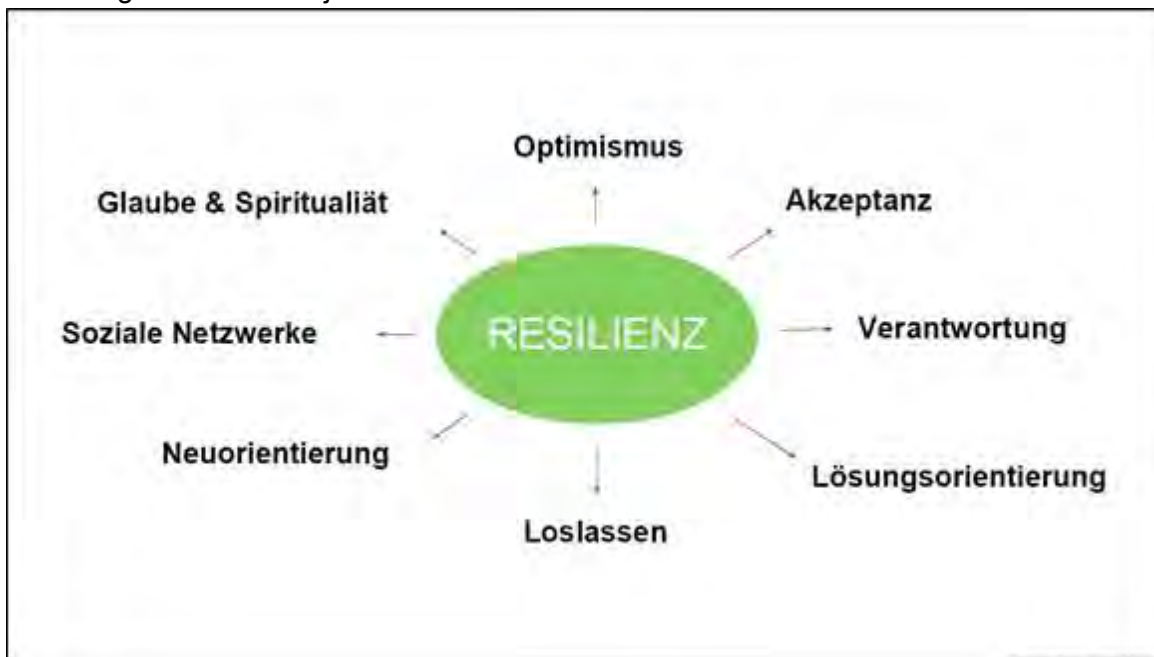 Optimismus
Glaube & Spiritualiät
Akzeptanz
Soziale Netzwerke
RESILIENZ
Verantwortung
Neuorientierung
Lösungsorientierung
Loslassen